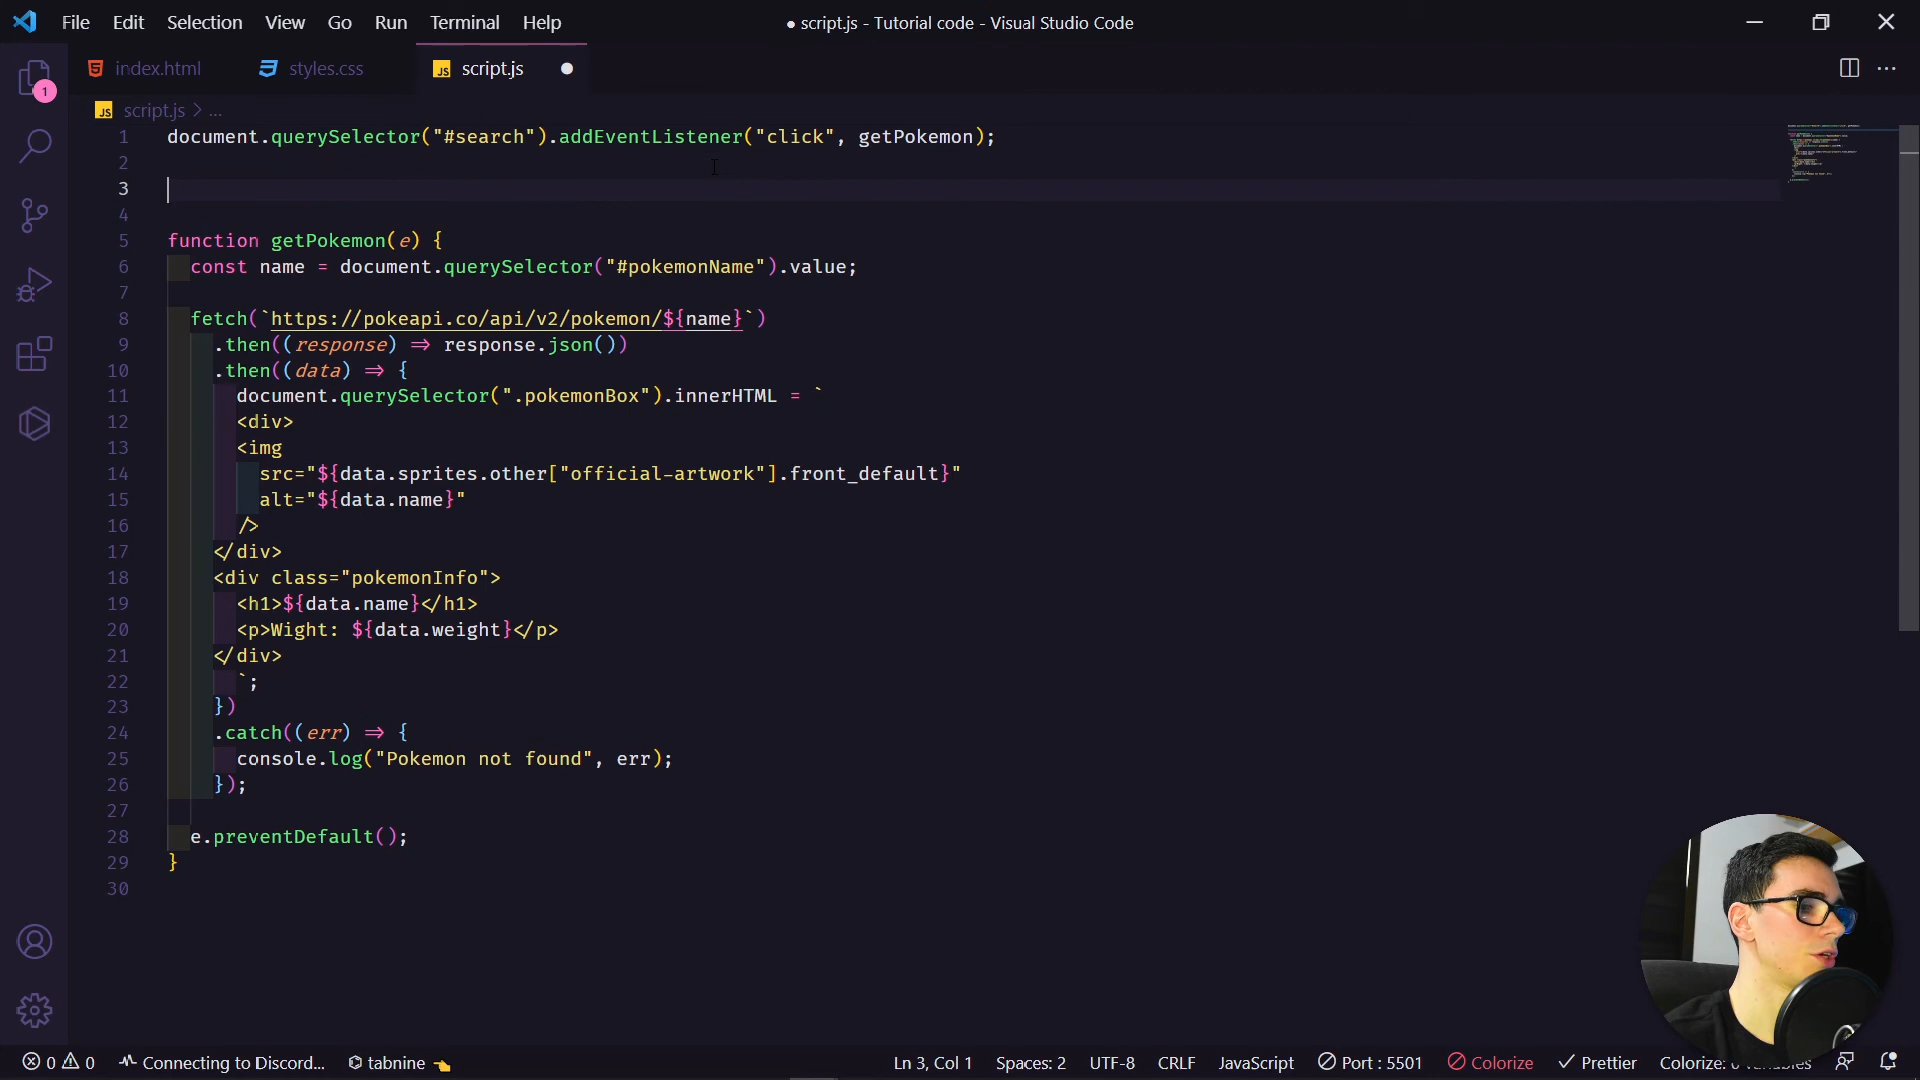 File Edit Selection View Go Run Terminal Help
● script.js - Tutorial code - Visual Studio Code
index.html
styles.css
JS script.js ●
1
JS script.js > ...
1 document.querySelector("#search").addEventListener("click", getPokemon);
2
3
4
5 function getPokemon(e) {
6 const name = document.querySelector("#pokemonName").value;
7
8 fetch(`https://pokeapi.co/api/v2/pokemon/${name}`)
9 .then((response) => response.json())
10 .then((data) => {
11 document.querySelector(".pokemonBox").innerHTML = `
12 <div>
13 <img
14 src="${data.sprites.other["official-artwork"].front_default}"
15 alt="${data.name}"
16 />
17 </div>
18 <div class="pokemonInfo">
19 <h1>${data.name}</h1>
20 <p>Wight: ${data.weight}</p>
21 </div>
22 `;
23 })
24 .catch((err) => {
25 console.log("Pokemon not found", err);
26 });
27
28 e.preventDefault();
29 }
30
0 0 Connecting to Discord... tabnine Ln 3, Col 1 Spaces: 2 UTF-8 CRLF JavaScript Port : 5501 Colorize Prettier Colorize: 0 variables